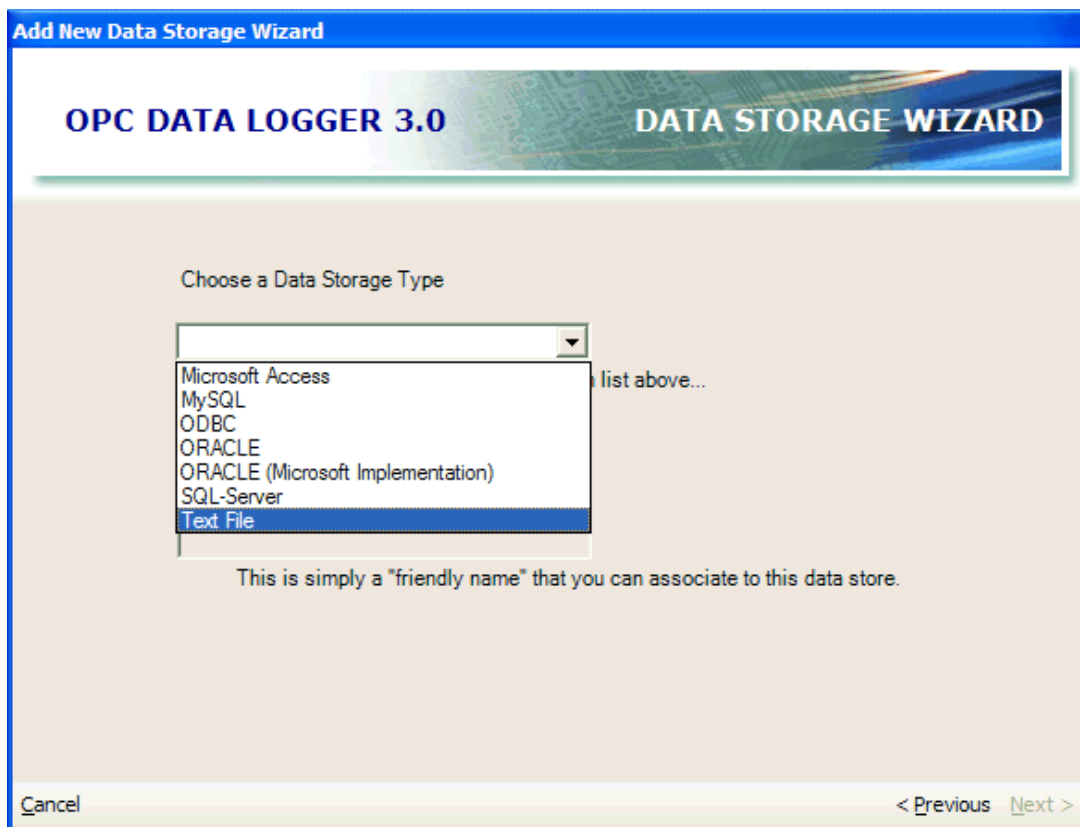 Add New Data Storage Wizard
OPC DATA LOGGER 3.0 DATA STORAGE WIZARD
Choose a Data Storage Type
Microsoft Access
list above...
MySQL
ODBC
ORACLE
ORACLE (Microsoft Implementation)
SQL-Server
Text File
This is simply a "friendly name" that you can associate to this data store.
Cancel < Previous Next >